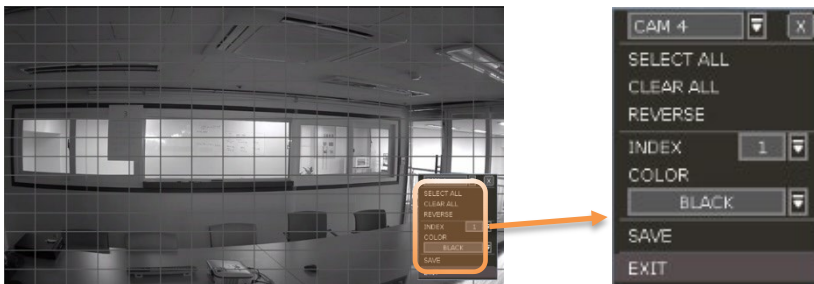 SELECT ALL
CLEAR ALL
REVERSE
INDEX 1
COLOR
BLACK
SAVE
EXIT
CAM 4 X
SELECT ALL
CLEAR ALL
REVERSE
INDEX 1
COLOR
BLACK
SAVE
EXIT